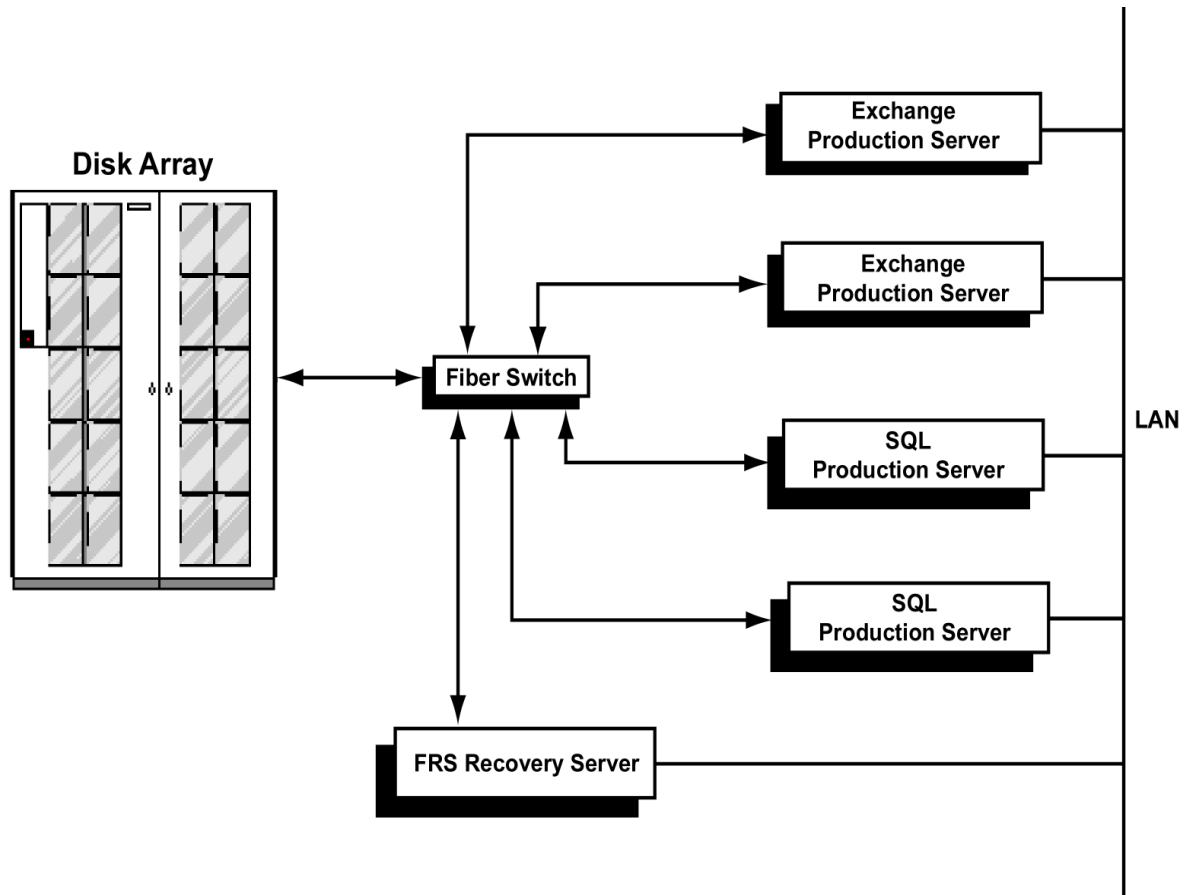 Disk Array
Exchange
Production Server
Exchange
Production Server
Fiber Switch
SQL
Production Server
LAN
SQL
Production Server
FRS Recovery Server